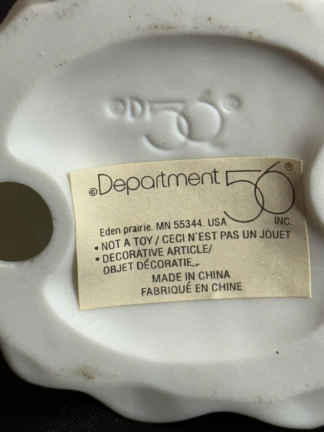 ©D56®
©Department 56®
INC.
Eden prairie. MN 55344. USA
• NOT A TOY / CECI N'EST PAS UN JOUET
• DECORATIVE ARTICLE/
OBJET DÉCORATIE..
MADE IN CHINA
FABRIQUÉ EN CHINE